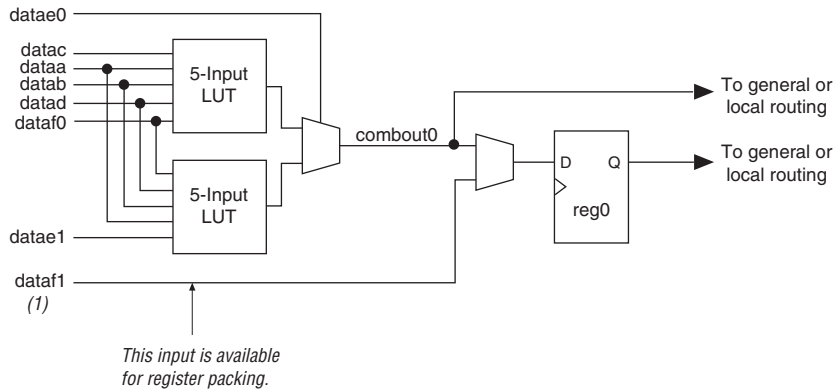 datae0
datac
dataa
datab
datad
dataf0
5-Input
LUT
combout0
To general or
local routing
5-Input
LUT
D Q
reg0
To general or
local routing
datae1
dataf1
(1)
This input is available
for register packing.